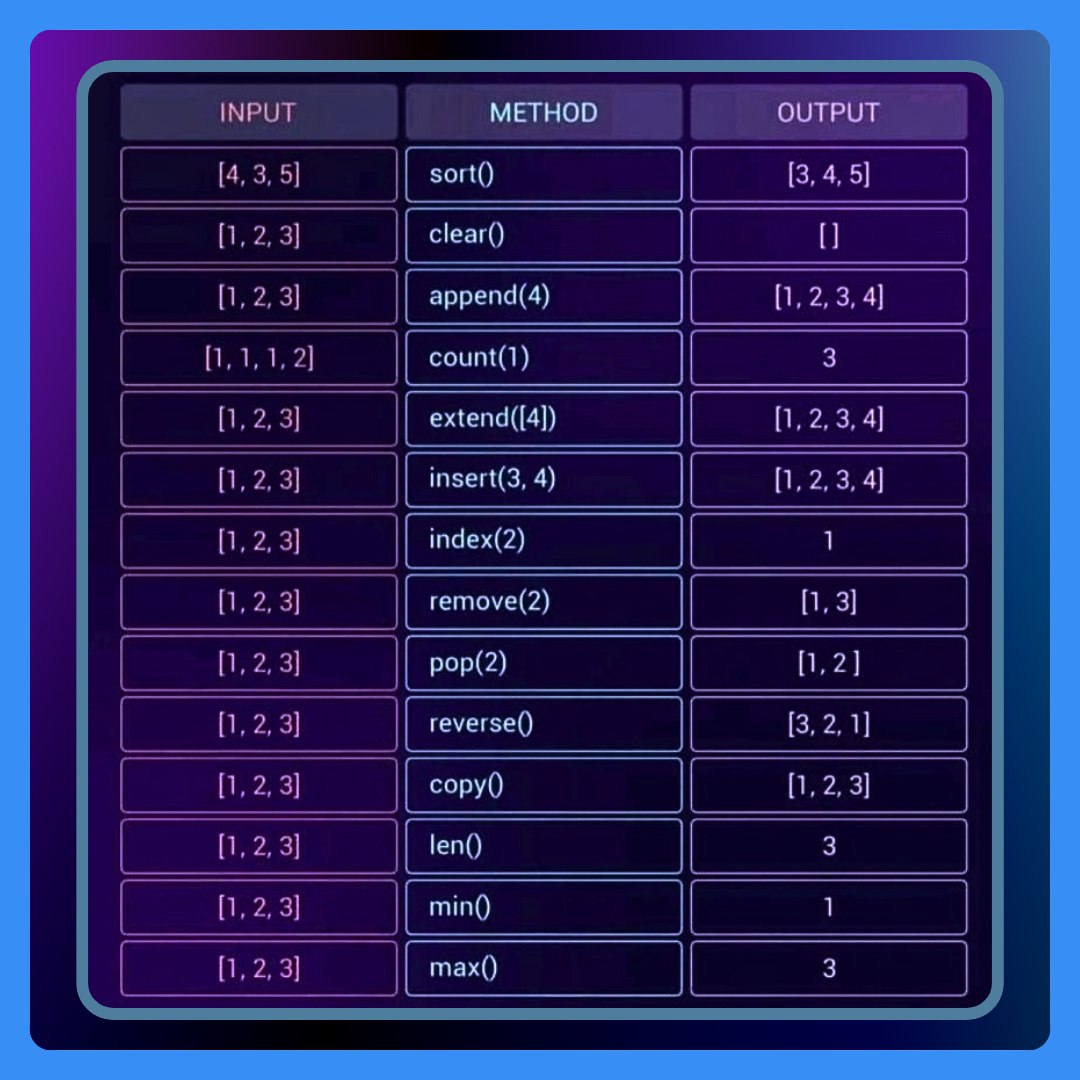 INPUT METHOD OUTPUT
[4, 3, 5] sort() [3, 4, 5]
[1, 2, 3] clear() [ ]
[1, 2, 3] append(4) [1, 2, 3, 4]
[1, 1, 1, 2] count(1) 3
[1, 2, 3] extend([4]) [1, 2, 3, 4]
[1, 2, 3] insert(3, 4) [1, 2, 3, 4]
[1, 2, 3] index(2) 1
[1, 2, 3] remove(2) [1, 3]
[1, 2, 3] pop(2) [1, 2 ]
[1, 2, 3] reverse() [3, 2, 1]
[1, 2, 3] copy() [1, 2, 3]
[1, 2, 3] len() 3
[1, 2, 3] min() 1
[1, 2, 3] max() 3